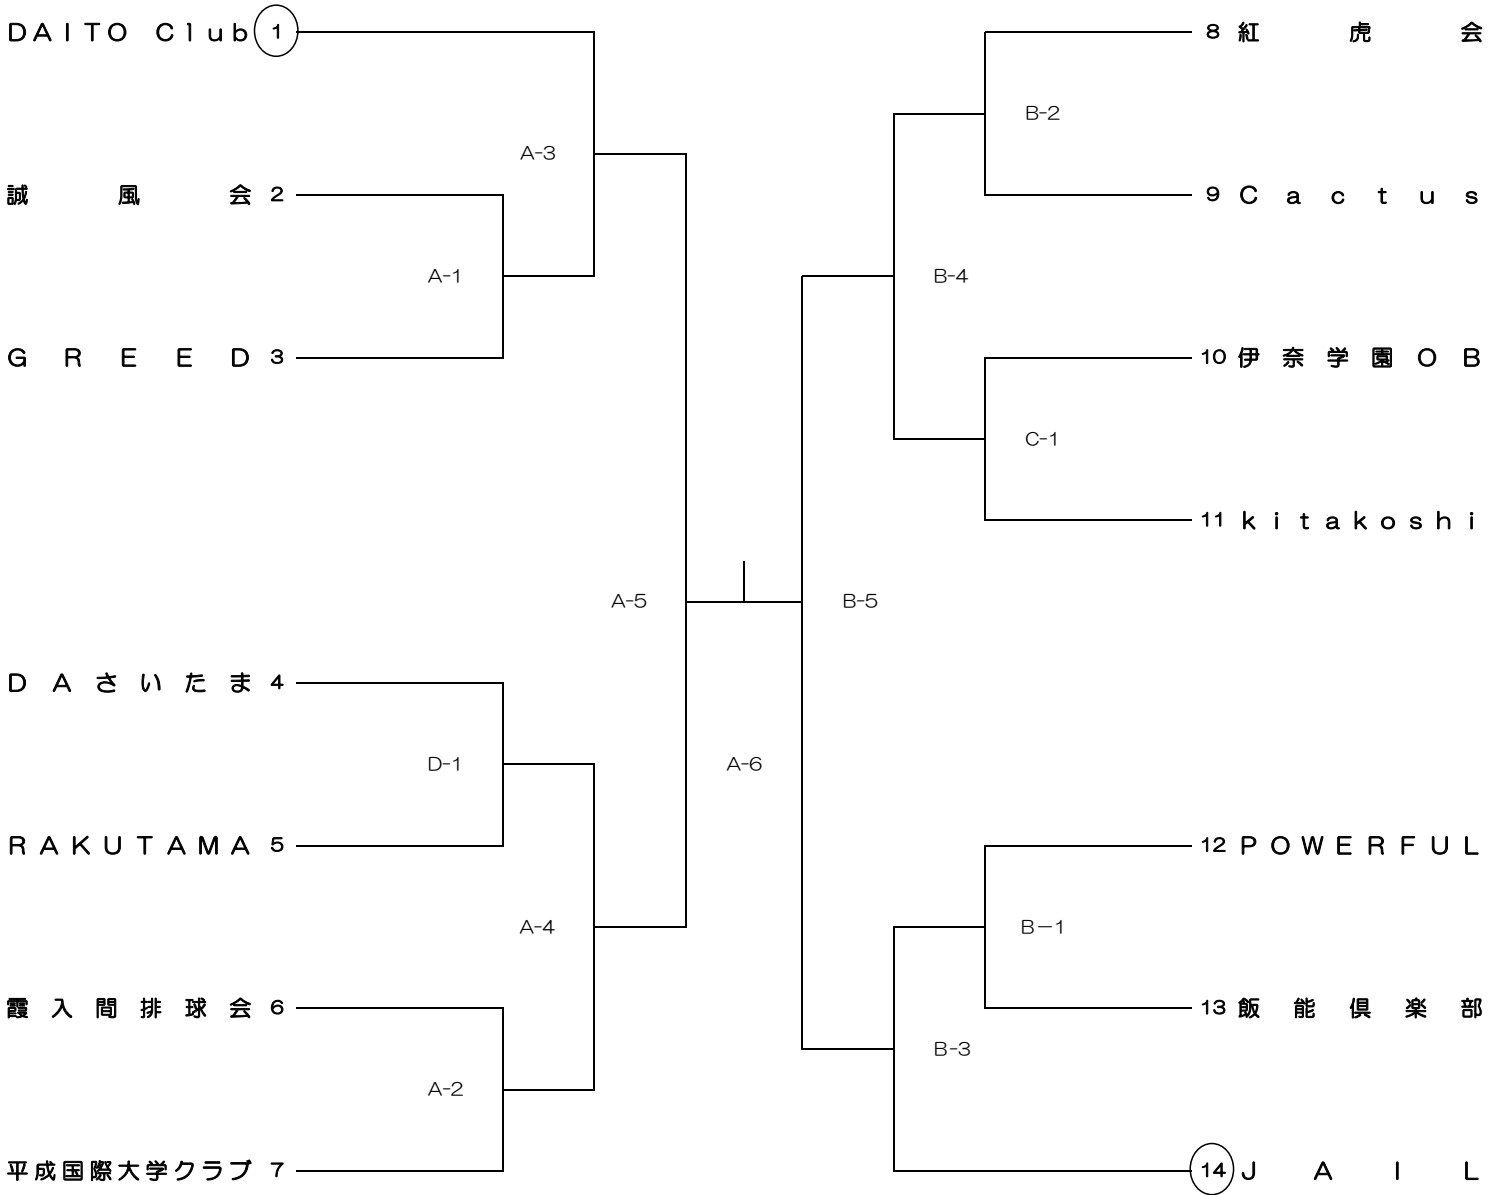 DAITO Club 1
8 紅虎会
B-2
A-3
誠風会 2
9 Cactus
A-1
B-4
GREED 3
10 伊奈学園OB
C-1
11 kitakoshi
A-5
B-5
DAさいたま 4
D-1
A-6
RAKUTAMA 5
12 POWERFUL
A-4
B－1
霞入間排球会 6
13 飯能倶楽部
B-3
A-2
平成国際大学クラブ 7
14 JAIL